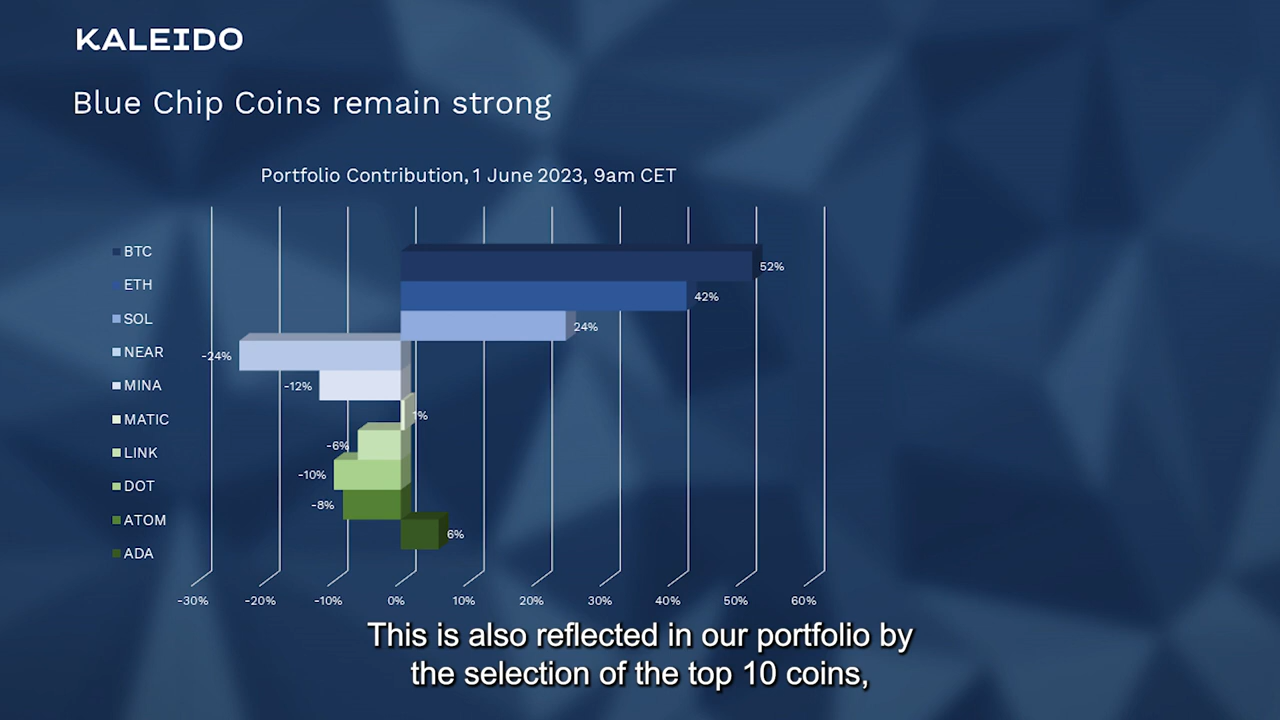 KALEIDO
Blue Chip Coins remain strong
Portfolio Contribution, 1 June 2023, 9am CET
BTC
ETH
SOL
NEAR
MINA
MATIC
LINK
DOT
ATOM
ADA
52%
42%
24%
-24%
-12%
1%
-6%
-10%
-8%
6%
-30% -20% -10% 0% 10% 20% 30% 40% 50% 60%
This is also reflected in our portfolio by
the selection of the top 10 coins,